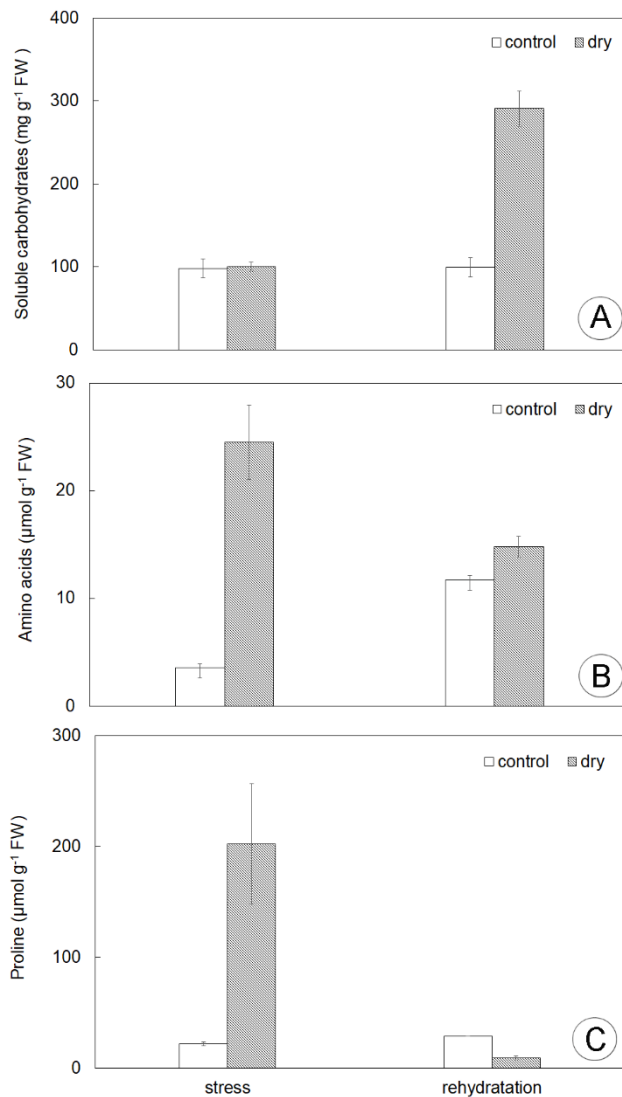 400
300
200
100
0
Soluble carbohydrates (mg g⁻¹ FW )
control dry
A
30
20
10
0
Amino acids (µmol g⁻¹ FW)
control dry
B
300
200
100
0
Proline (µmol g⁻¹ FW)
control dry
C
stress rehydratation